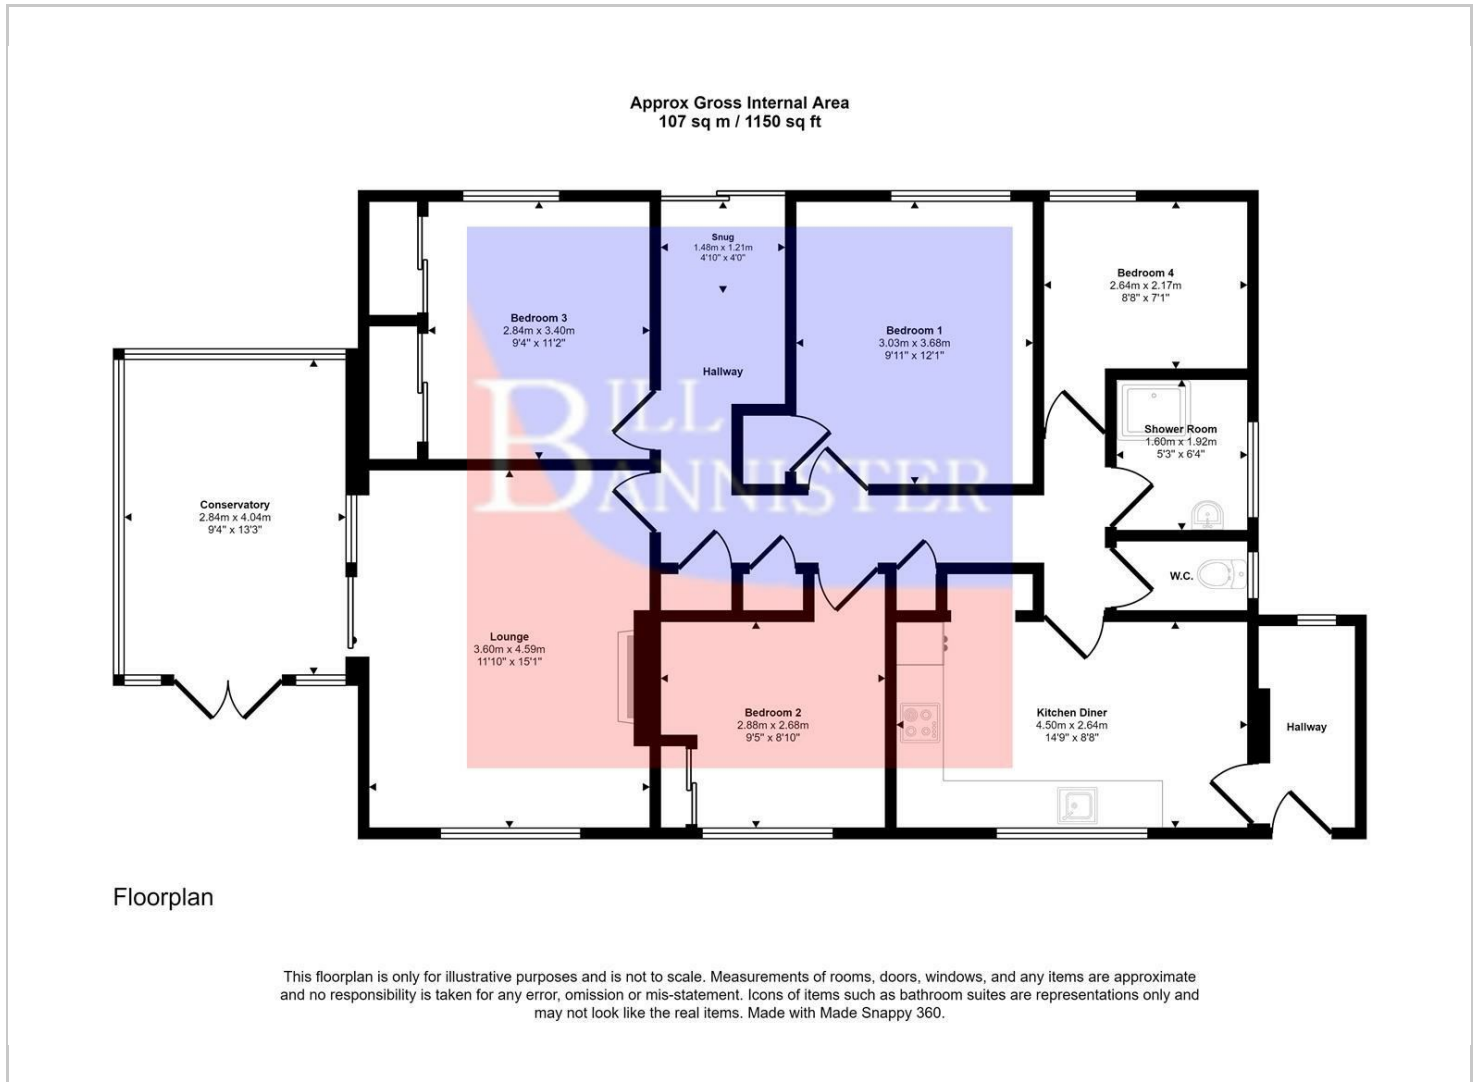 Approx Gross Internal Area
107 sq m / 1150 sq ft
Snug
1.48m x 1.21m
4'10" x 4'0"
Bedroom 4
2.64m x 2.17m
8'8" x 7'1"
Bedroom 3
2.84m x 3.40m
9'4" x 11'2"
Bedroom 1
3.03m x 3.68m
9'11" x 12'1"
Hallway
BILL
BANNISTER
Shower Room
1.60m x 1.92m
5'3" x 6'4"
Conservatory
2.84m x 4.04m
9'4" x 13'3"
W.C.
Lounge
3.60m x 4.59m
11'10" x 15'1"
Bedroom 2
2.88m x 2.68m
9'5" x 8'10"
Kitchen Diner
4.50m x 2.64m
14'9" x 8'8"
Hallway
Floorplan
This floorplan is only for illustrative purposes and is not to scale. Measurements of rooms, doors, windows, and any items are approximate
and no responsibility is taken for any error, omission or mis-statement. Icons of items such as bathroom suites are representations only and
may not look like the real items. Made with Made Snappy 360.